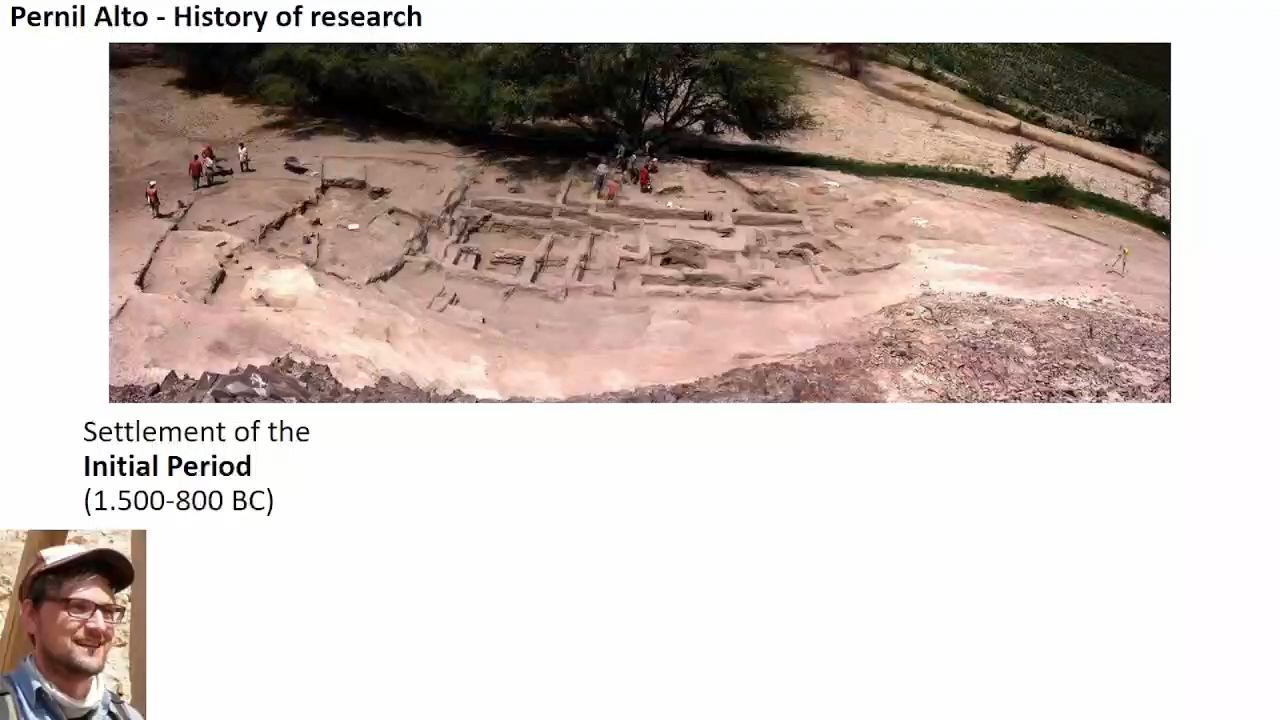 Pernil Alto - History of research
Settlement of the
Initial Period
(1.500-800 BC)